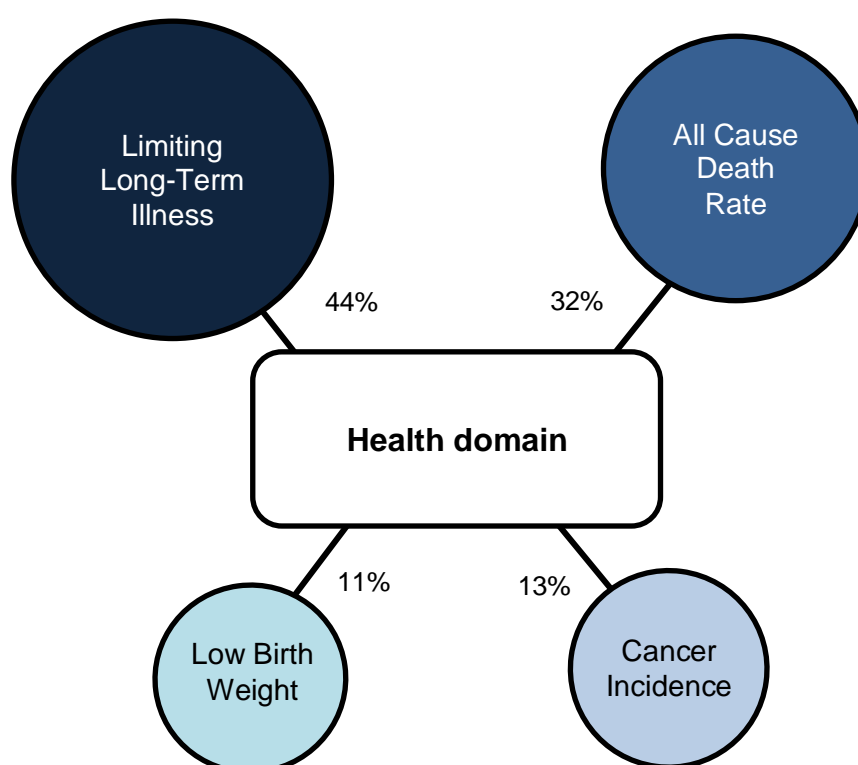 Limiting
Long-Term
Illness
All Cause
Death
Rate
44%
32%
Health domain
11%
13%
Low Birth
Weight
Cancer
Incidence